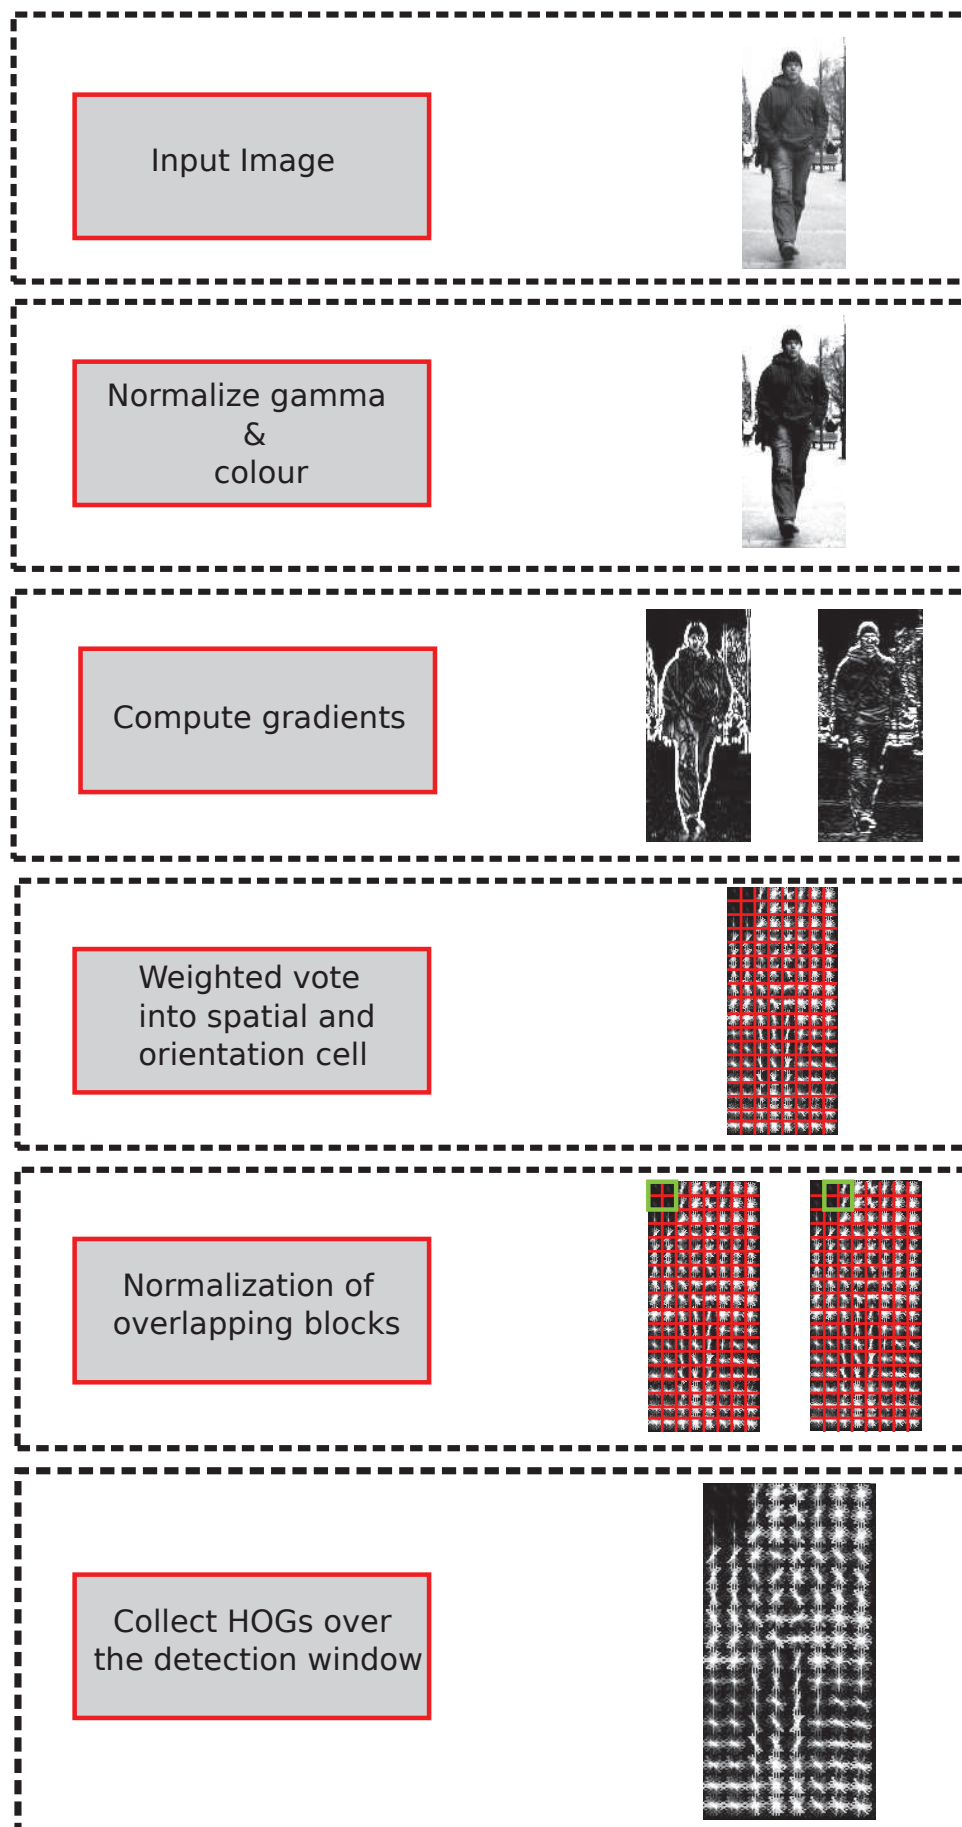 Input Image
Normalize gamma
&
colour
Compute gradients
Weighted vote
into spatial and
orientation cell
Normalization of
overlapping blocks
Collect HOGs over
the detection window